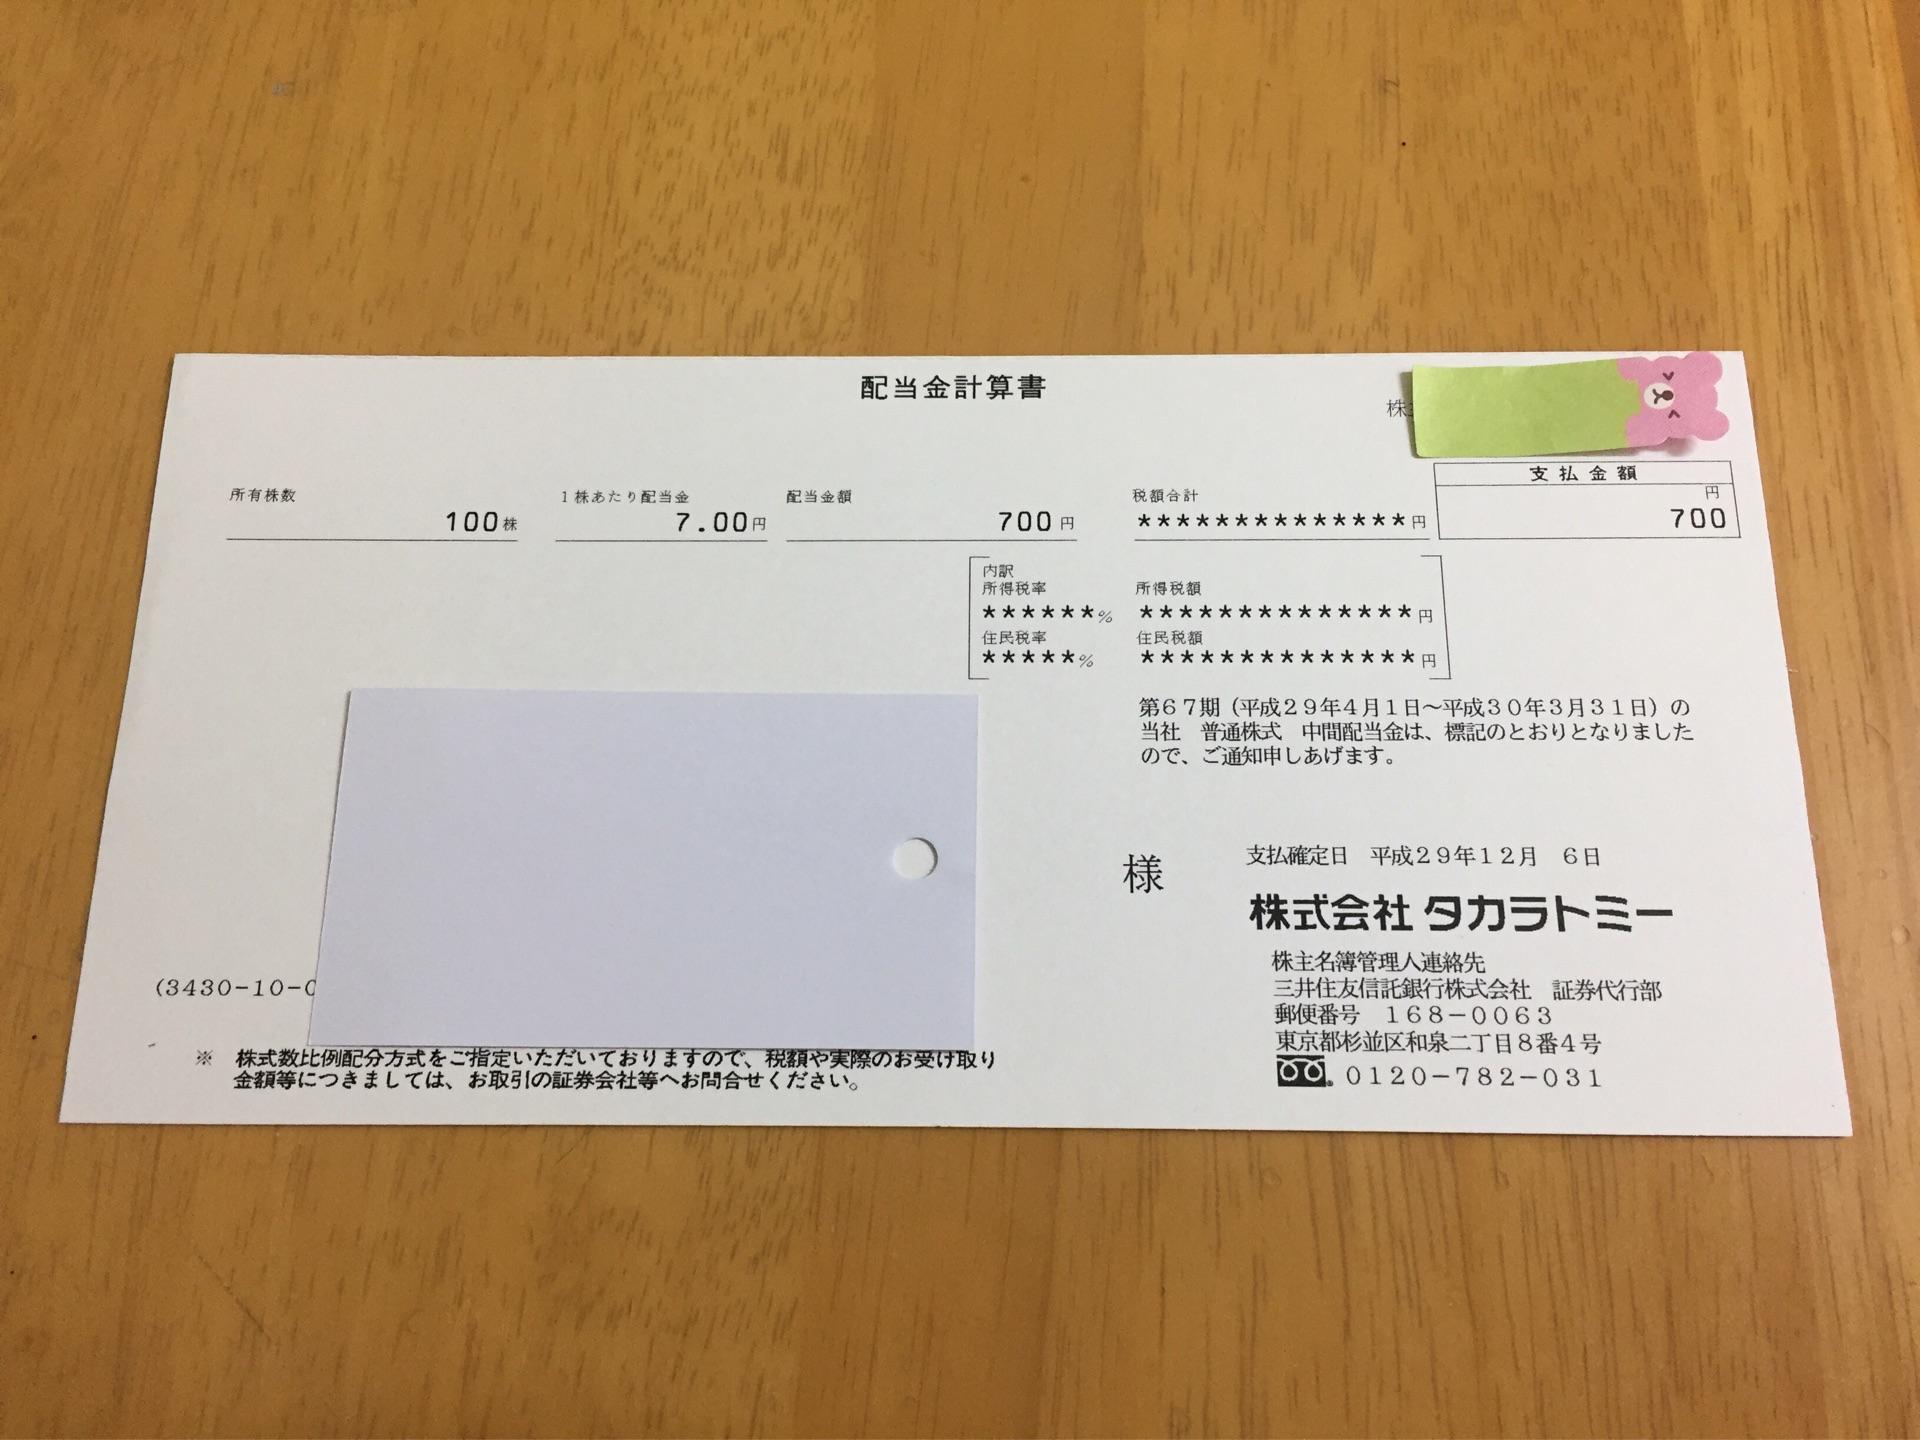 配当金計算書
株
所有株数
100株
1株あたり配当金
7.00円
配当金額
700円
税額合計
**************円
支払金額
円
700
内訳
所得税率
******%
所得税額
**************円
住民税率
*****%
住民税額
**************円
第67期(平成29年4月1日～平成30年3月31日)の
当社　普通株式　中間配当金は、標記のとおりとなりました
ので、ご通知申しあげます。
様
支払確定日　平成29年12月　6日
株式会社 タカラトミー
株主名簿管理人連絡先
三井住友信託銀行株式会社　証券代行部
郵便番号　168-0063
東京都杉並区和泉二丁目8番4号
0120-782-031
(3430-10-0
※　株式数比例配分方式をご指定いただいておりますので、税額や実際のお受け取り
金額等につきましては、お取引の証券会社等へお問合せください。